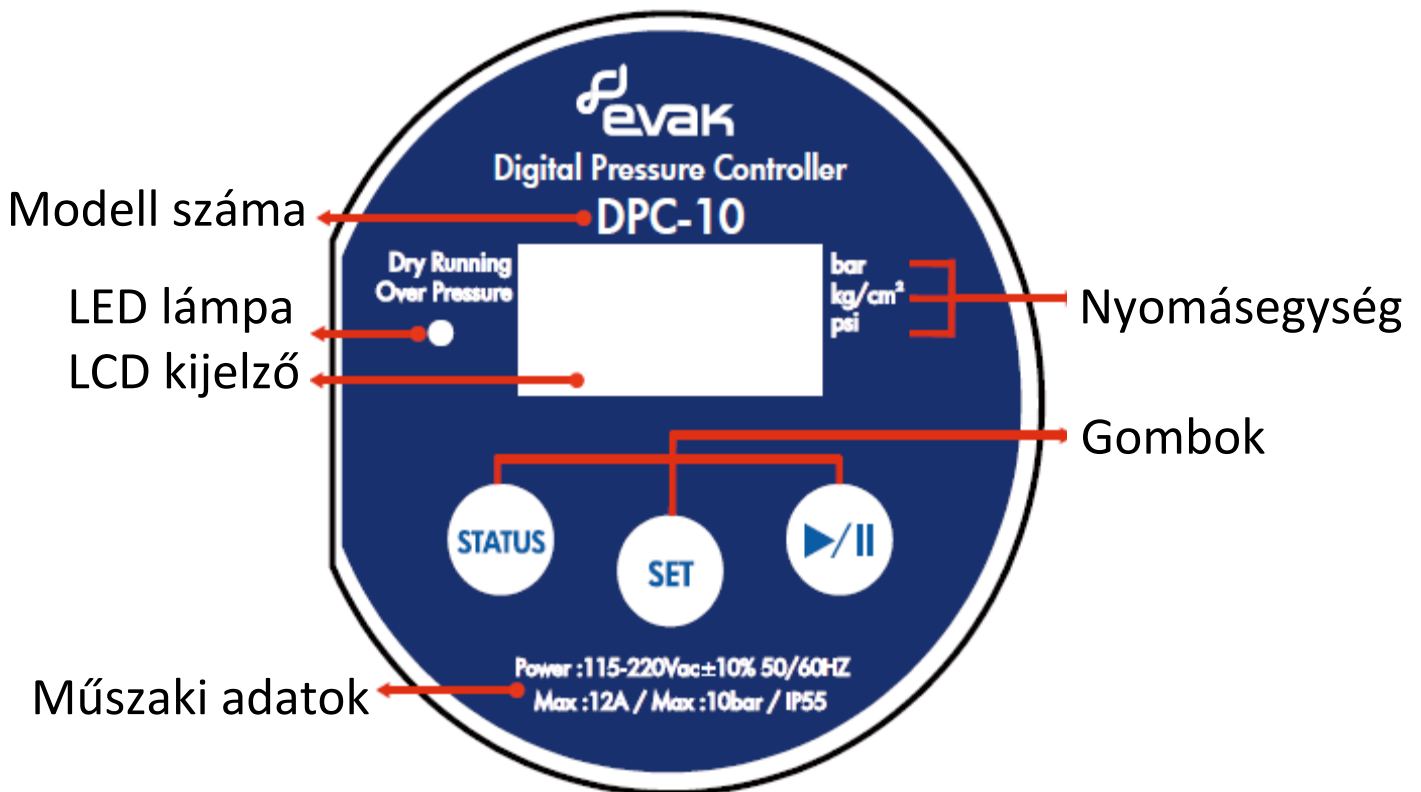 evak
Digital Pressure Controller
Modell száma
DPC-10
Dry Running
Over Pressure
bar
kg/cm²
psi
LED lámpa
Nyomásegység
LCD kijelző
Gombok
STATUS
SET
▶/II
Power :115-220Vac±10% 50/60HZ
Max :12A / Max :10bar / IP55
Műszaki adatok